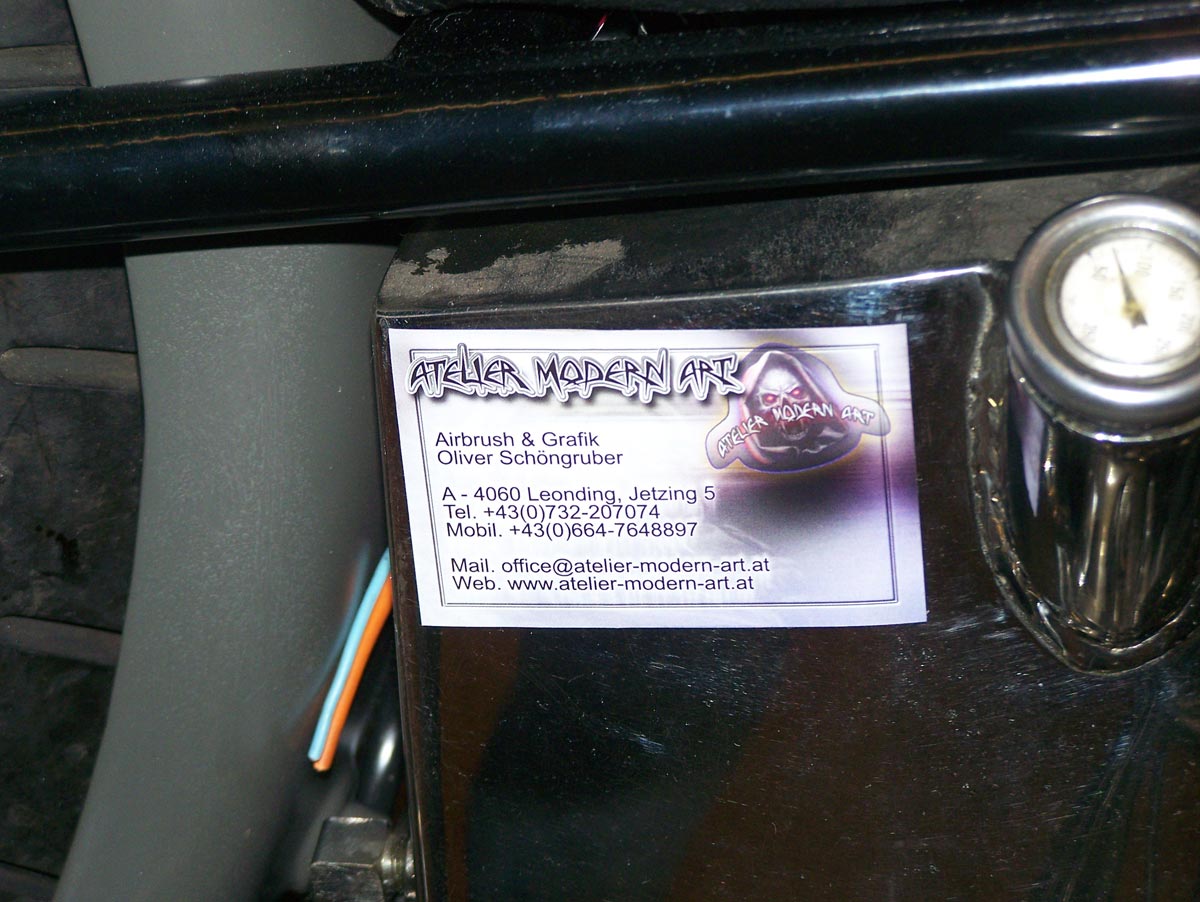 ATELIER MODERN ART
ATELIER MODERN ART
Airbrush & Grafik
Oliver Schöngruber
A - 4060 Leonding, Jetzing 5
Tel. +43(0)732-207074
Mobil. +43(0)664-7648897
Mail. office@atelier-modern-art.at
Web. www.atelier-modern-art.at